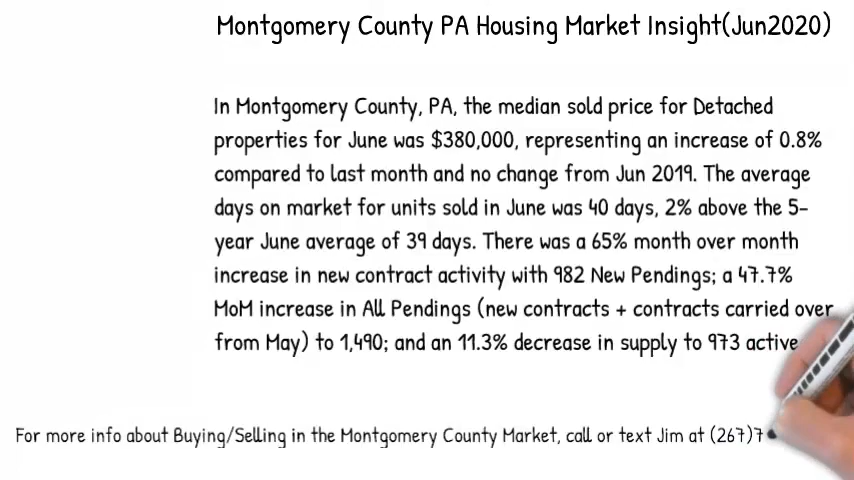 Montgomery County PA Housing Market Insight(Jun2020)
In Montgomery County, PA, the median sold price for Detached
properties for June was $380,000, representing an increase of 0.8%
compared to last month and no change from Jun 2019. The average
days on market for units sold in June was 40 days, 2% above the 5-
year June average of 39 days. There was a 65% month over month
increase in new contract activity with 982 New Pendings; a 47.7%
MoM increase in All Pendings (new contracts + contracts carried over
from May) to 1,490; and an 11.3% decrease in supply to 973 active
For more info about Buying/Selling in the Montgomery County Market, call or text Jim at (267)7